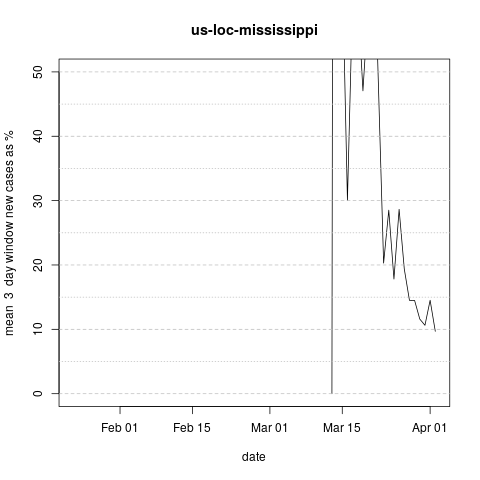 us-loc-mississippi
mean  3  day window new cases as %
50
40
30
20
10
0
Feb 01
Feb 15
Mar 01
Mar 15
Apr 01
date